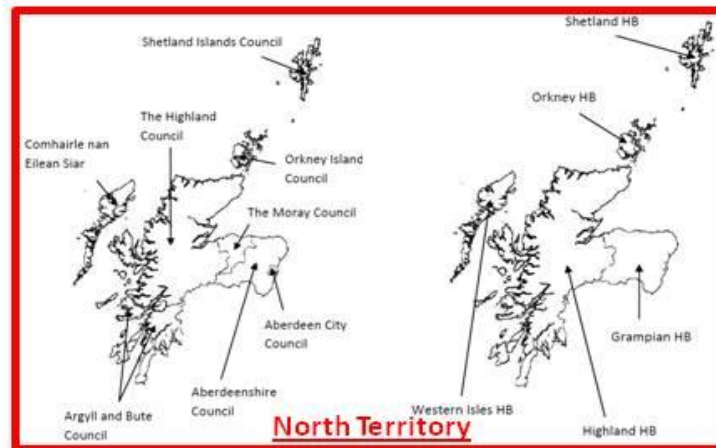 Shetland Islands Council
The Highland
Council
Comhairle nan
Eilean Siar
Orkney Island
Council
The Moray Council
Aberdeen City
Council
Aberdeenshire
Council
Argyll and Bute
Council
Shetland HB
Orkney HB
Grampian HB
Western Isles HB
Highland HB
North Territory